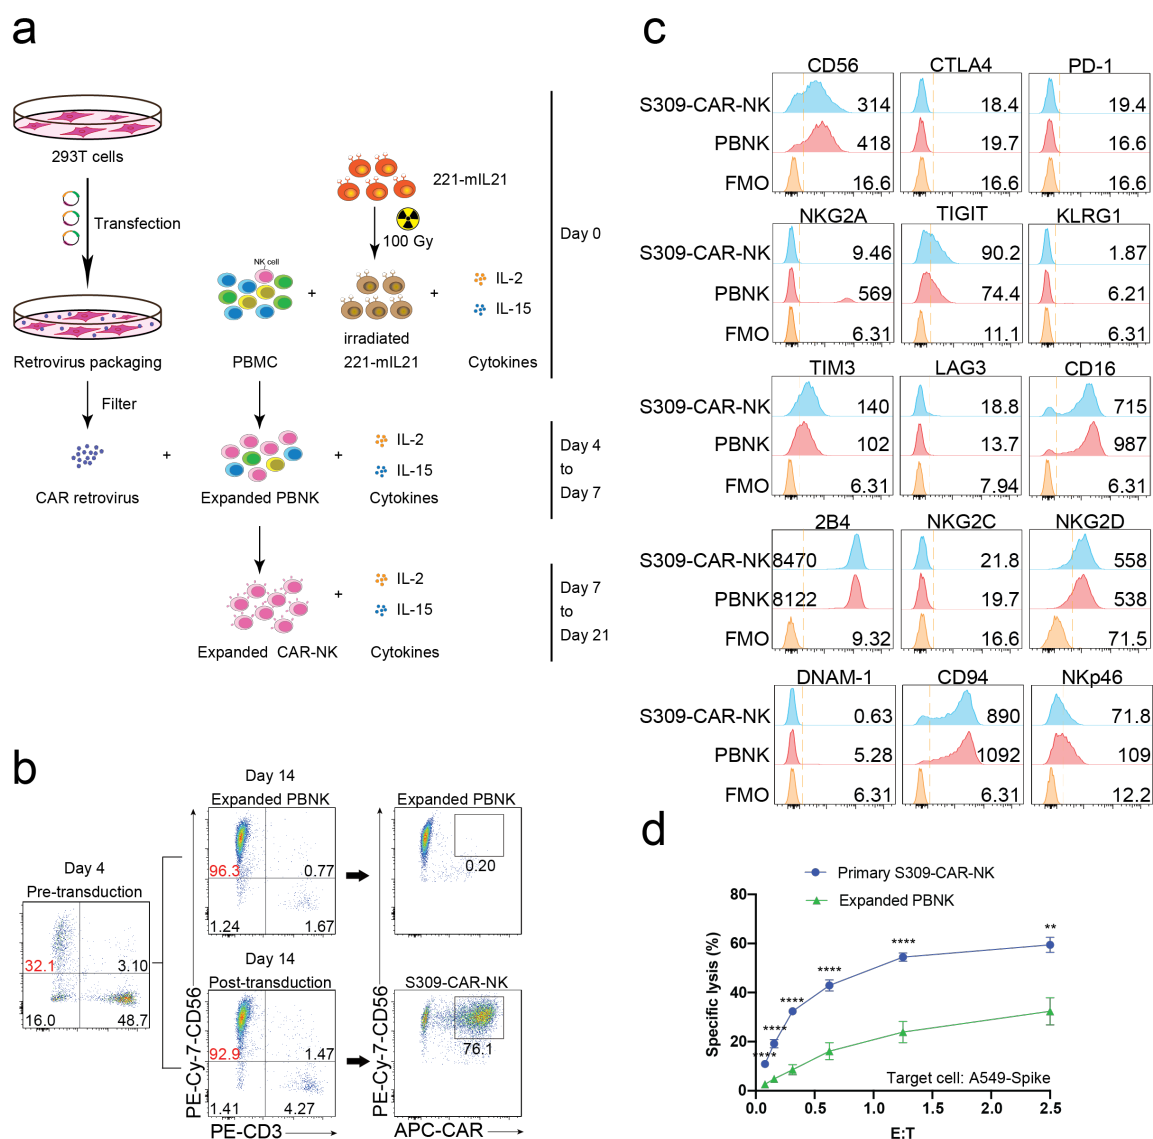 a
293T cells
Transfection
Retrovirus packaging
Filter
CAR retrovirus
221-mIL21
100 Gy
NK cell
+
+
IL-2
IL-15
PBMC
irradiated
221-mIL21
Cytokines
Day 0
+
Expanded PBNK
+
IL-2
IL-15
Cytokines
Day 4
to
Day 7
Expanded CAR-NK
+
IL-2
IL-15
Cytokines
Day 7
to
Day 21
b
Day 4
Pre-transduction
32.1
3.10
16.0
48.7
Day 14
Expanded PBNK
96.3
0.77
1.24
1.67
Expanded PBNK
0.20
Day 14
Post-transduction
92.9
1.47
1.41
4.27
S309-CAR-NK
76.1
PE-Cy-7-CD56
PE-CD3
PE-Cy-7-CD56
APC-CAR
c
CD56 CTLA4 PD-1
S309-CAR-NK 314 18.4 19.4
PBNK 418 19.7 16.6
FMO 16.6 16.6 16.6
NKG2A TIGIT KLRG1
S309-CAR-NK 9.46 90.2 1.87
PBNK 569 74.4 6.21
FMO 6.31 11.1 6.31
TIM3 LAG3 CD16
S309-CAR-NK 140 18.8 715
PBNK 102 13.7 987
FMO 6.31 7.94 6.31
2B4 NKG2C NKG2D
S309-CAR-NK 8470 21.8 558
PBNK 8122 19.7 538
FMO 9.32 16.6 71.5
DNAM-1 CD94 NKp46
S309-CAR-NK 0.63 890 71.8
PBNK 5.28 1092 109
FMO 6.31 6.31 12.2
d
Primary S309-CAR-NK
Expanded PBNK
Specific lysis (%)
80
60
40
20
0
****
****
****
****
****
**
Target cell: A549-Spike
0.0 0.5 1.0 1.5 2.0 2.5
E:T